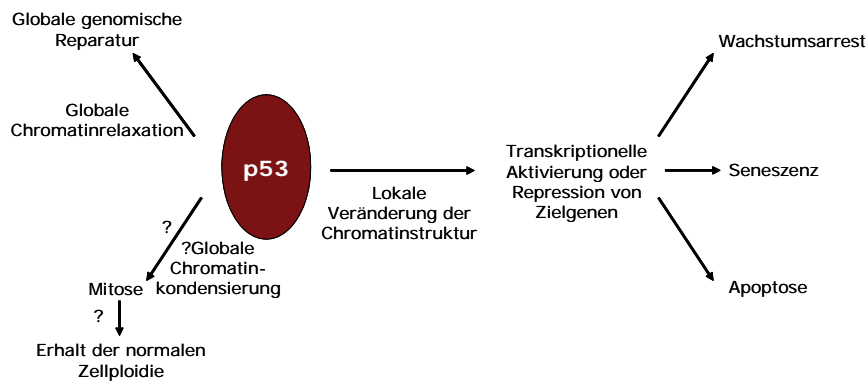 Globale genomische
Reparatur
Globale
Chromatinrelaxation
p53
?
?Globale
Chromatin-
kondensierung
Mitose
?
Erhalt der normalen
Zellploidie
Lokale
Veränderung der
Chromatinstruktur
Transkriptionelle
Aktivierung oder
Repression von
Zielgenen
Wachstumsarrest
Seneszenz
Apoptose